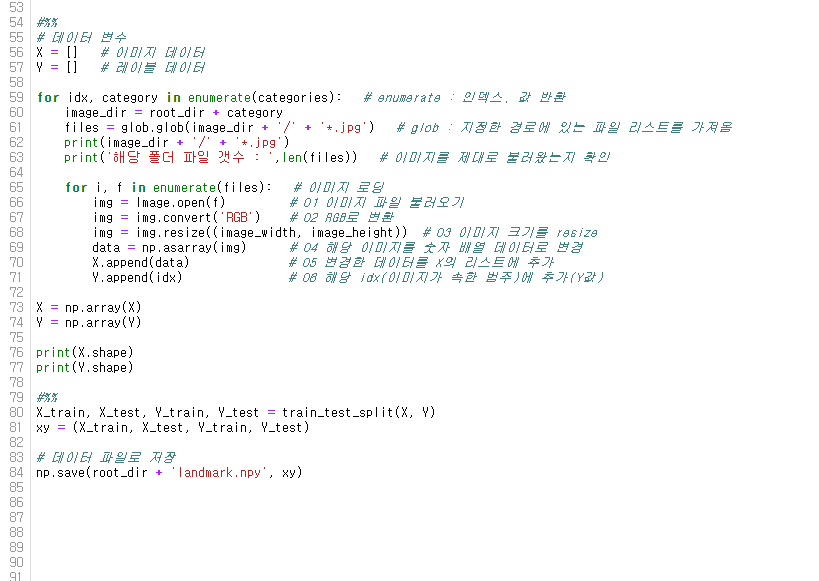 53
54 #%%
55 # 데이터 변수
56 X = [] # 이미지 데이터
57 Y = [] # 레이블 데이터
58
59 for idx, category in enumerate(categories): # enumerate : 인덱스, 값 반환
60 image_dir = root_dir + category
61 files = glob.glob(image_dir + '/' + '*.jpg') # glob : 지정한 경로에 있는 파일 리스트를 가져옴
62 print(image_dir + '/' + '*.jpg')
63 print('해당 폴더 파일 갯수 : ',len(files)) # 이미지를 제대로 불러왔는지 확인
64
65 for i, f in enumerate(files): # 이미지 로딩
66 img = Image.open(f) # 01 이미지 파일 불러오기
67 img = img.convert('RGB') # 02 RGB로 변환
68 img = img.resize((image_width, image_height)) # 03 이미지 크기를 resize
69 data = np.asarray(img) # 04 해당 이미지를 숫자 배열 데이터로 변경
70 X.append(data) # 05 변경한 데이터를 X의 리스트에 추가
71 Y.append(idx) # 06 해당 idx(이미지가 속한 범주)에 추가(Y값)
72
73 X = np.array(X)
74 Y = np.array(Y)
75
76 print(X.shape)
77 print(Y.shape)
78
79 #%%
80 X_train, X_test, Y_train, Y_test = train_test_split(X, Y)
81 xy = (X_train, X_test, Y_train, Y_test)
82
83 # 데이터 파일로 저장
84 np.save(root_dir + 'landmark.npy', xy)
85
86
87
88
89
90
91